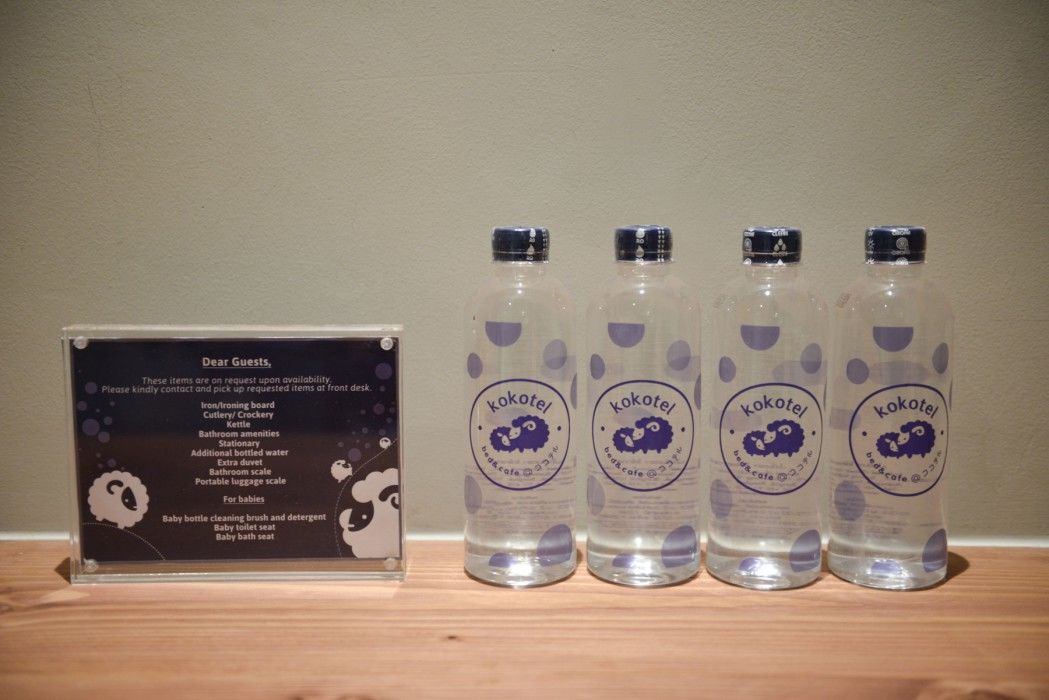 Dear Guests,
These items are on request upon availability.
Please kindly contact and pick up requested items at front desk.
Iron/Ironing board
Cutlery/ Crockery
Kettle
Bathroom amenities
Stationary
Additional bottled water
Extra duvet
Bathroom scale
Portable luggage scale
For babies
Baby bottle cleaning brush and detergent
Baby toilet seat
Baby bath seat
kokotel
bed&cafe @ココテル
kokotel
bed&cafe @ココテル
kokotel
bed&cafe @ココテル
kokotel
bed&cafe @ココテル